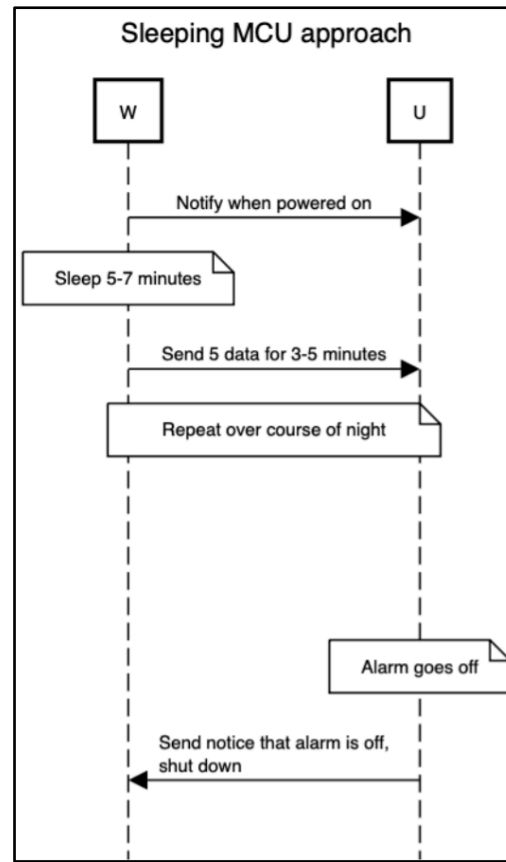 Sleeping MCU approach
W
U
Notify when powered on
Sleep 5-7 minutes
Send 5 data for 3-5 minutes
Repeat over course of night
Alarm goes off
Send notice that alarm is off,
shut down